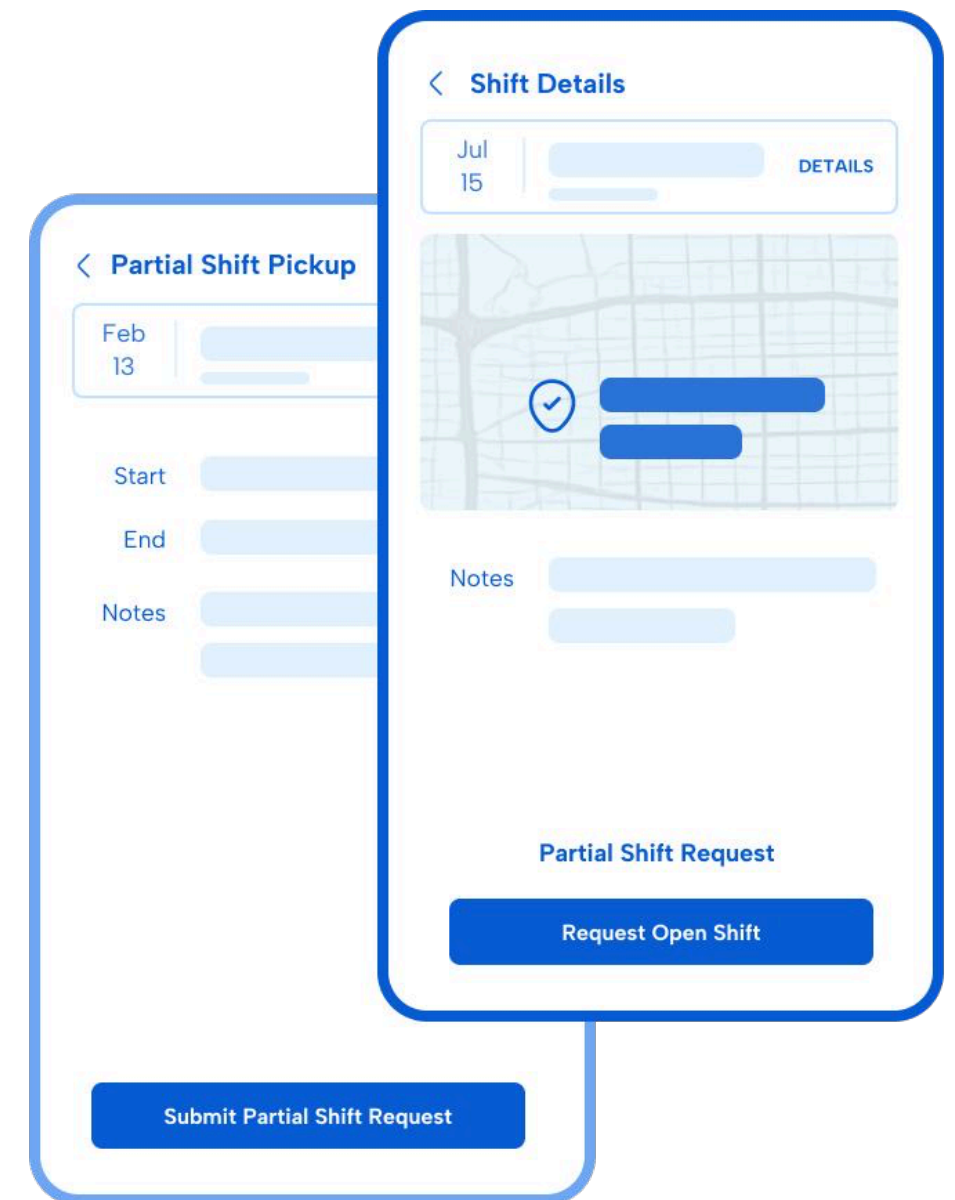 Shift Details
Jul
15
DETAILS
Notes
Partial Shift Request
Request Open Shift
Partial Shift Pickup
Feb
13
Start
End
Notes
Submit Partial Shift Request